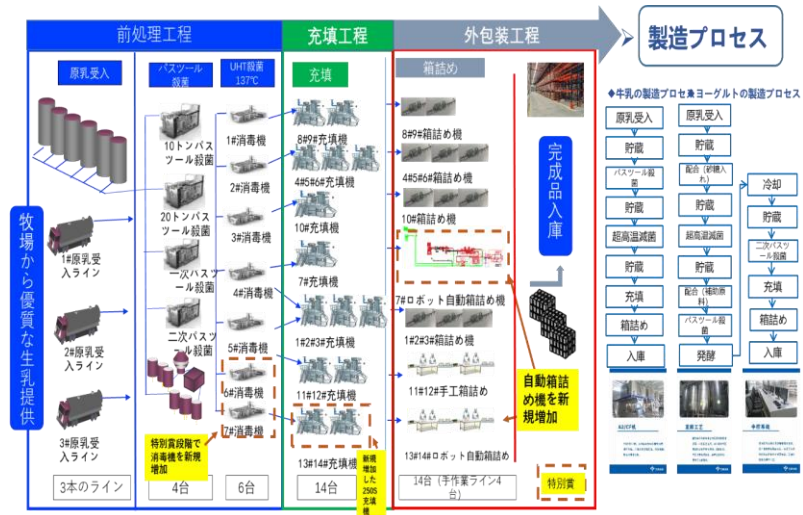 前処理工程
充填工程
外包装工程
製造プロセス
原乳受入
パスツール
殺菌
UHT殺菌
137℃
充填
箱詰め
牧場から優質な生乳提供
1#原乳受
入ライン
2#原乳受
入ライン
3#原乳受
入ライン
3本のライン
10トンパス
ツール殺菌
20トンパス
ツール殺菌
一次パスツ
ール殺菌
二次パスツ
ール殺菌
4台
1#消毒機
2#消毒機
3#消毒機
4#消毒機
5#消毒機
6#消毒機
7#消毒機
特別賞段階で
消毒機を新規
増加
6台
8#9#充填機
4#5#6#充填機
10#充填機
7#充填機
1#2#3#充填機
11#12#充填機
13#14#充填機
14台
新規
増加
した
250S
充填
機
8#9#箱詰め機
4#5#6#箱詰め機
10#箱詰め機
7#ロボット自動箱詰め機
1#2#3#箱詰め機
11#12#手工箱詰め
13#14#ロボット自動箱詰め
14台（手作業ライン4
台）
完成品入庫
自動箱詰
め機を新
規増加
特別賞
◆牛乳の製造プロセス
◆ヨーグルトの製造プロセス
原乳受入
貯蔵
パスツール殺
菌
貯蔵
超高温滅菌
貯蔵
充填
箱詰め
入庫
原乳受入
貯蔵
配合（砂糖入
れ）
貯蔵
超高温滅菌
貯蔵
配合（補助原
料）
パスツール殺
菌
発酵
冷却
貯蔵
二次パスツ
ール殺菌
充填
箱詰め
入庫